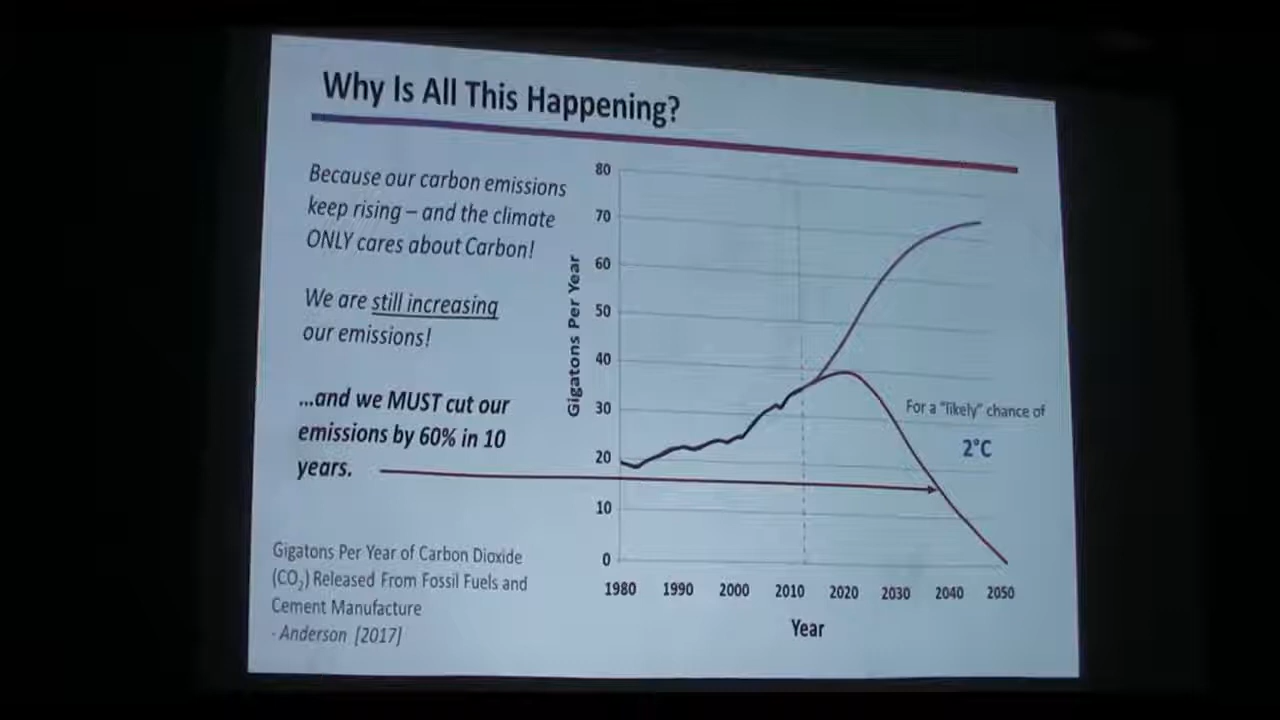 Why Is All This Happening?
Because our carbon emissions
keep rising – and the climate
ONLY cares about Carbon!
We are still increasing
our emissions!
...and we MUST cut our
emissions by 60% in 10
years.
Gigatons Per Year of Carbon Dioxide
(CO₂) Released From Fossil Fuels and
Cement Manufacture
- Anderson [2017]
Gigatons Per Year
80
70
60
50
40
30
20
10
0
1980 1990 2000 2010 2020 2030 2040 2050
Year
For a "likely" chance of
2°C